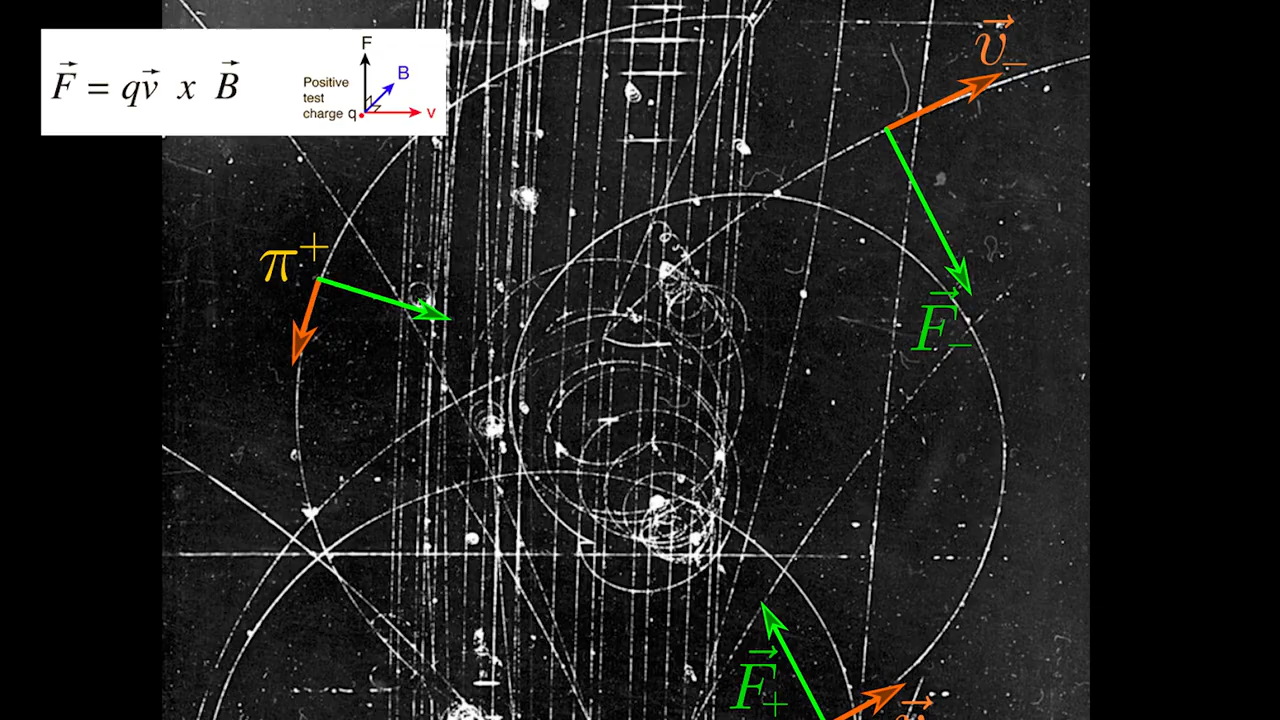 F⃗ = qv⃗ x B⃗
F
B
Positive
test
charge q
v
v⃗₋
π⁺
F⃗₋
F⃗₊